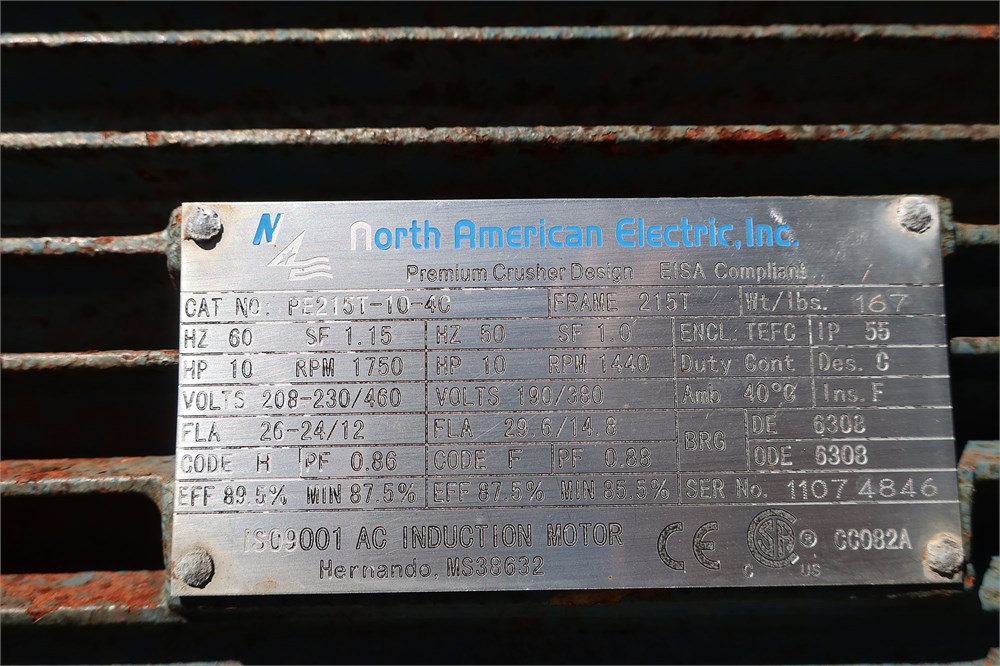 NA North American Electric, Inc.
Premium Crusher Design EISA Compliant
CAT NO: PE215T-10-4C FRAME 215T Wt/lbs. 167
HZ 60 SF 1.15 HZ 50 SF 1.0 ENCL: TEFC IP 55
HP 10 RPM 1750 HP 10 RPM 1440 Duty Cont Des. C
VOLTS 208-230/460 VOLTS 190/380 Amb 40°C Ins. F
FLA 26-24/12 FLA 29.6/14.8 BRG DE 6308
CODE H PF 0.86 CODE F PF 0.88 ODE 6308
EFF 89.5% MIN 87.5% EFF 87.5% MIN 85.5% SER No. 11074846
ISO9001 AC INDUCTION MOTOR CE C SA ® US CC082A
Hernando, MS38632